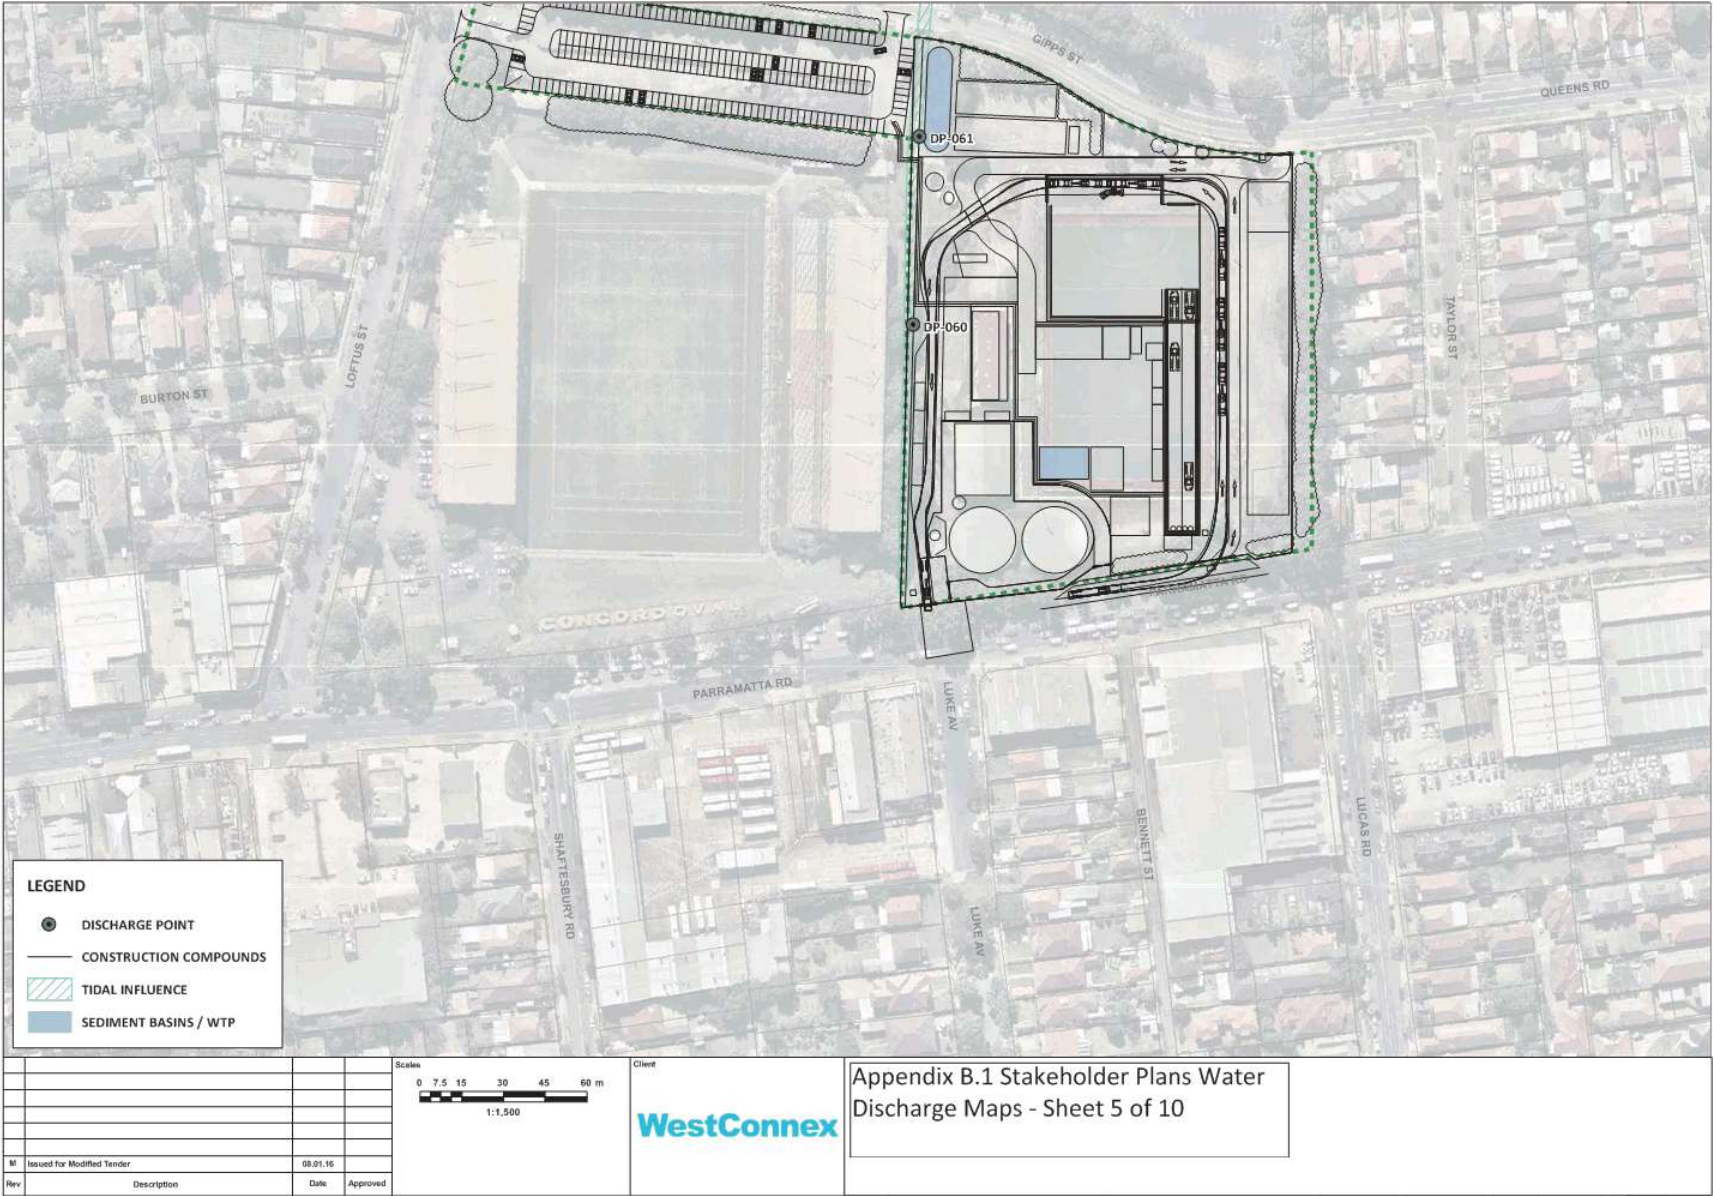 GIPPS ST
QUEENS RD
DP-061
DP-060
LOFTUS ST
TAYLOR ST
BURTON ST
CONCORD OVAL
PARRAMATTA RD
PARRAMATTA RD
LUKE AV
SHAFTESBURY RD
BENNETT ST
LUCAS RD
LUKE AV
LEGEND
DISCHARGE POINT
CONSTRUCTION COMPOUNDS
TIDAL INFLUENCE
SEDIMENT BASINS / WTP
Scales
0 7.5 15 30 45 60 m
1:1,500
Client
WestConnex
Appendix B.1 Stakeholder Plans Water
Discharge Maps - Sheet 5 of 10
M Issued for Modified Tender 08.01.16
Rev Description Date Approved